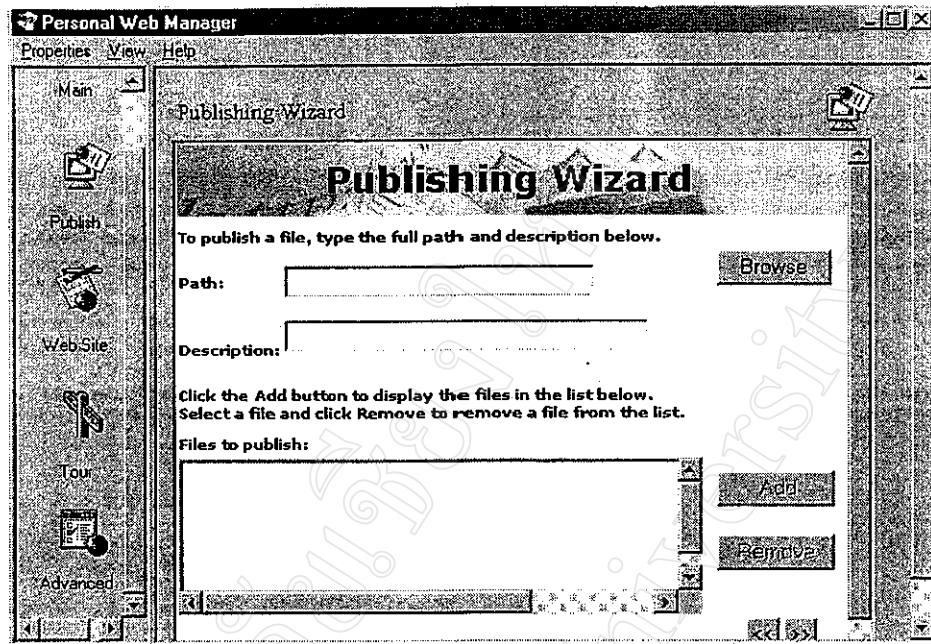 Personal Web Manager
Properties View Help
Main
Publish
Web Site
Tour
Advanced
Publishing Wizard
Publishing Wizard
To publish a file, type the full path and description below.
Path:
Browse
Description:
Click the Add button to display the files in the list below.
Select a file and click Remove to remove a file from the list.
Files to publish:
Add
Remove
<< >>